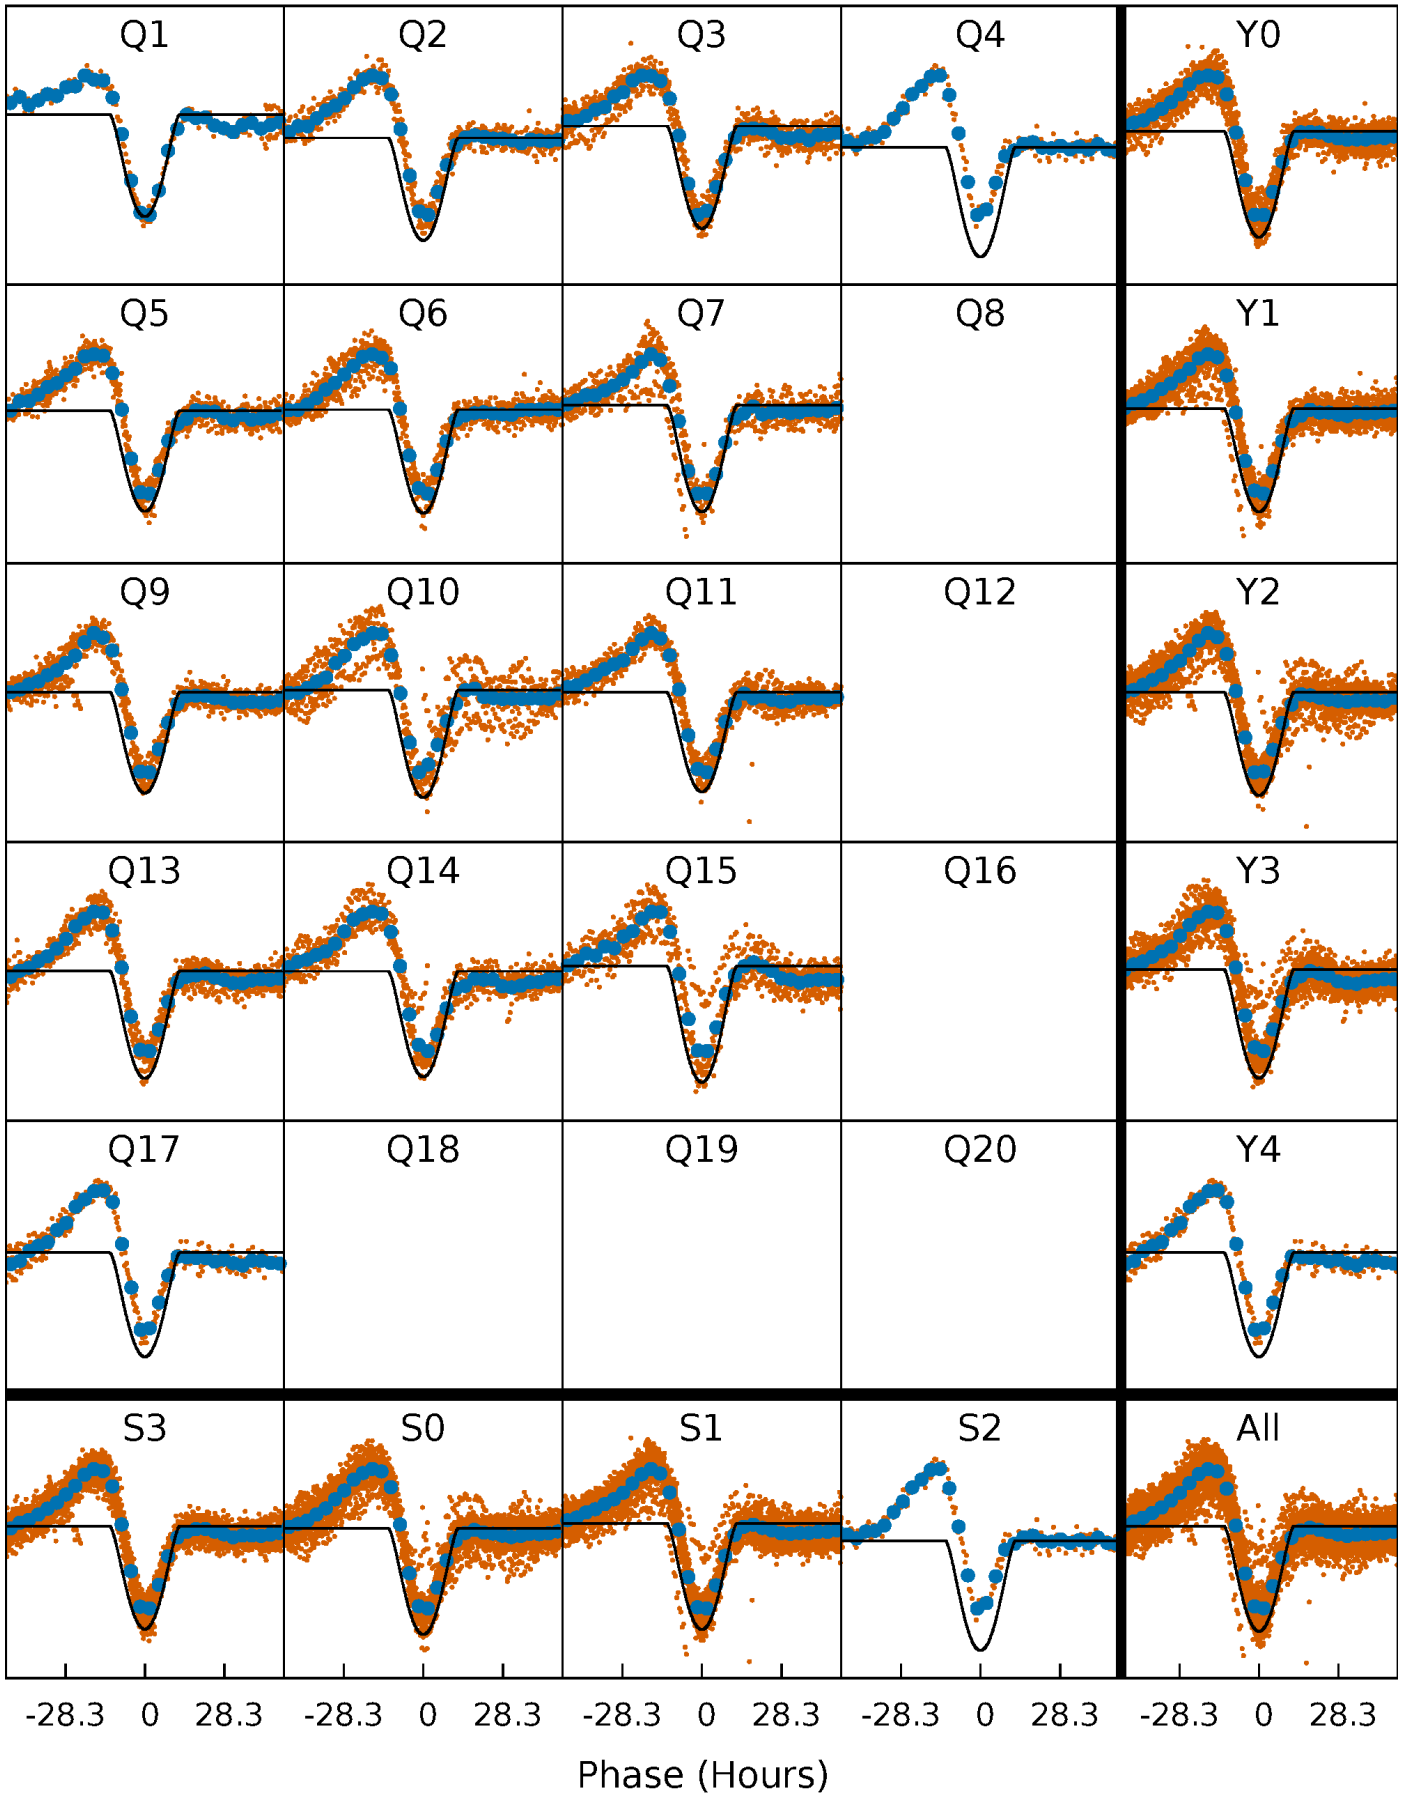 Q1 Q2 Q3 Q4 Y0
Q5 Q6 Q7 Q8 Y1
Q9 Q10 Q11 Q12 Y2
Q13 Q14 Q15 Q16 Y3
Q17 Q18 Q19 Q20 Y4
S3 S0 S1 S2 All
-28.3 0 28.3 -28.3 0 28.3 -28.3 0 28.3 -28.3 0 28.3 -28.3 0 28.3
Phase (Hours)